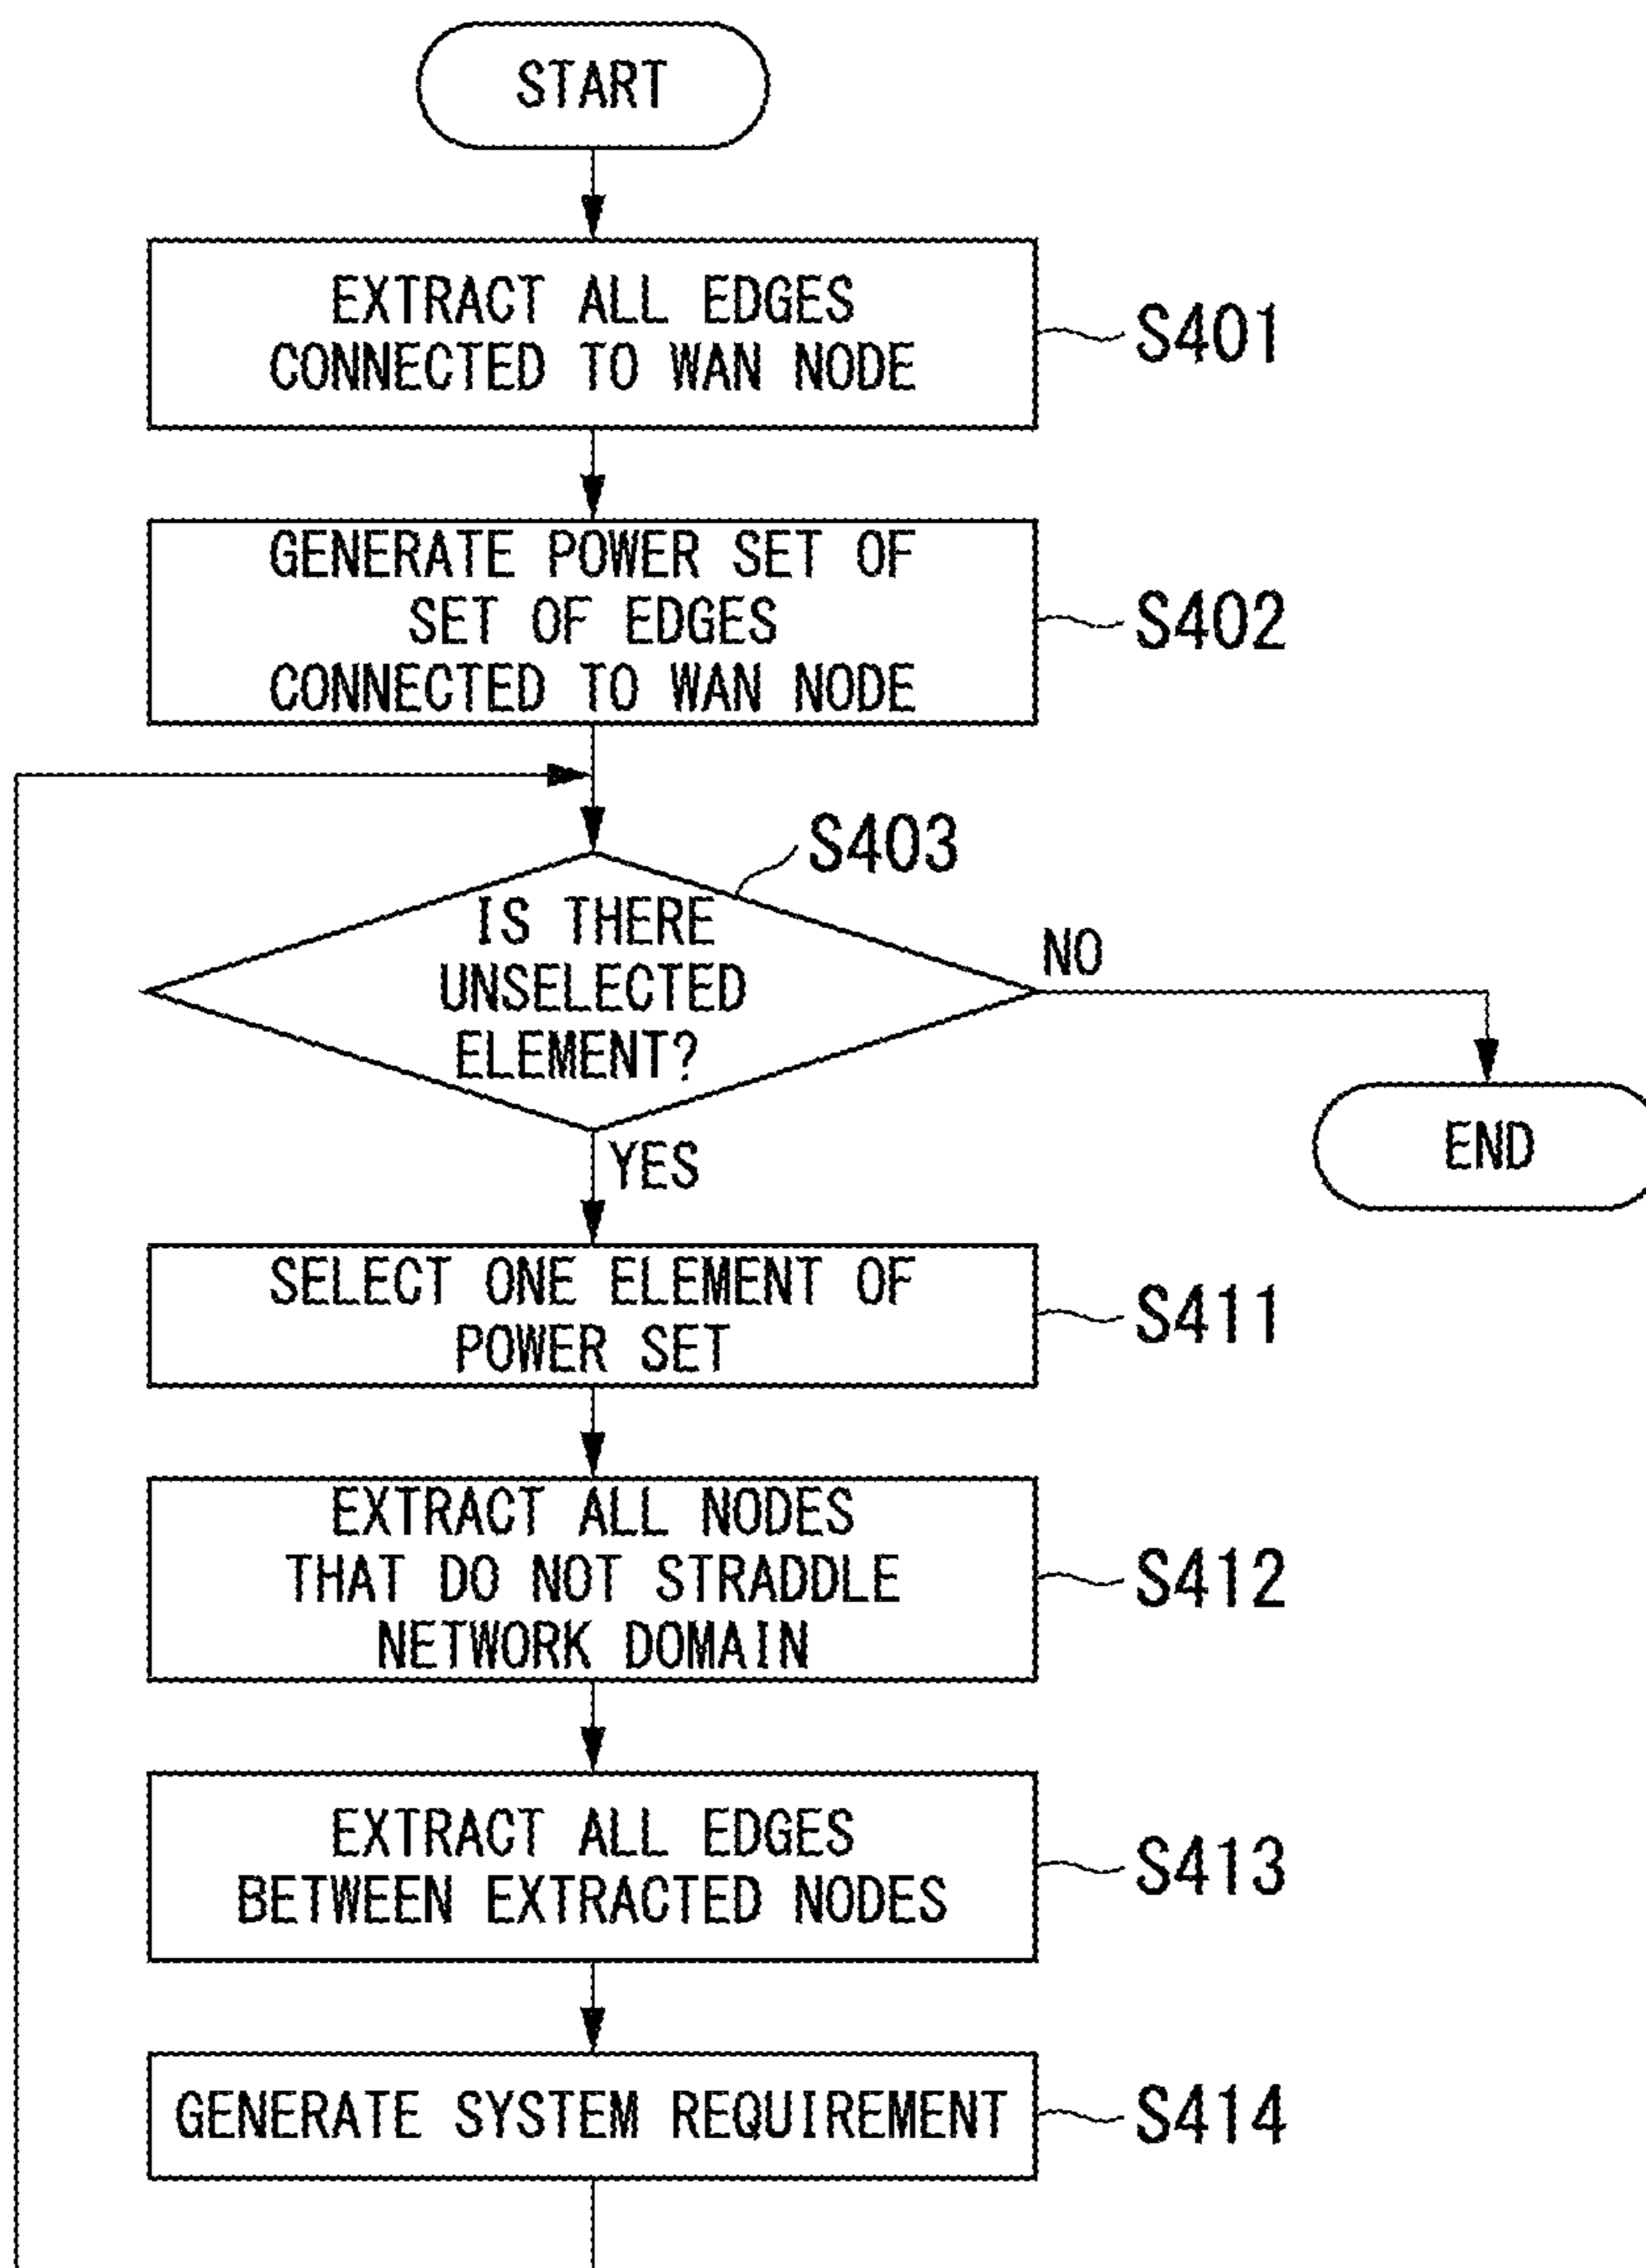 START
EXTRACT ALL EDGES
CONNECTED TO WAN NODE
S401
GENERATE POWER SET OF
SET OF EDGES
CONNECTED TO WAN NODE
S402
S403
IS THERE
UNSELECTED
ELEMENT?
NO
END
YES
SELECT ONE ELEMENT OF
POWER SET
S411
EXTRACT ALL NODES
THAT DO NOT STRADDLE
NETWORK DOMAIN
S412
EXTRACT ALL EDGES
BETWEEN EXTRACTED NODES
S413
GENERATE SYSTEM REQUIREMENT
S414